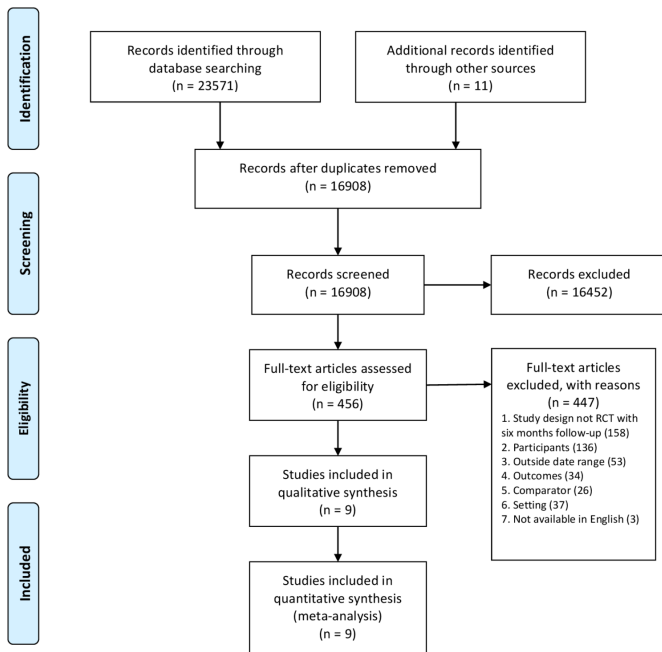 Identification
Records identified through
database searching
(n = 23571)
Additional records identified
through other sources
(n = 11)
Records after duplicates removed
(n = 16908)
Screening
Records screened
(n = 16908)
Records excluded
(n = 16452)
Eligibility
Full-text articles assessed
for eligibility
(n = 456)
Full-text articles
excluded, with reasons
(n = 447)
1. Study design not RCT with
six months follow-up (158)
2. Participants (136)
3. Outside date range (53)
4. Outcomes (34)
5. Comparator (26)
6. Setting (37)
7. Not available in English (3)
Studies included in
qualitative synthesis
(n = 9)
Included
Studies included in
quantitative synthesis
(meta-analysis)
(n = 9)